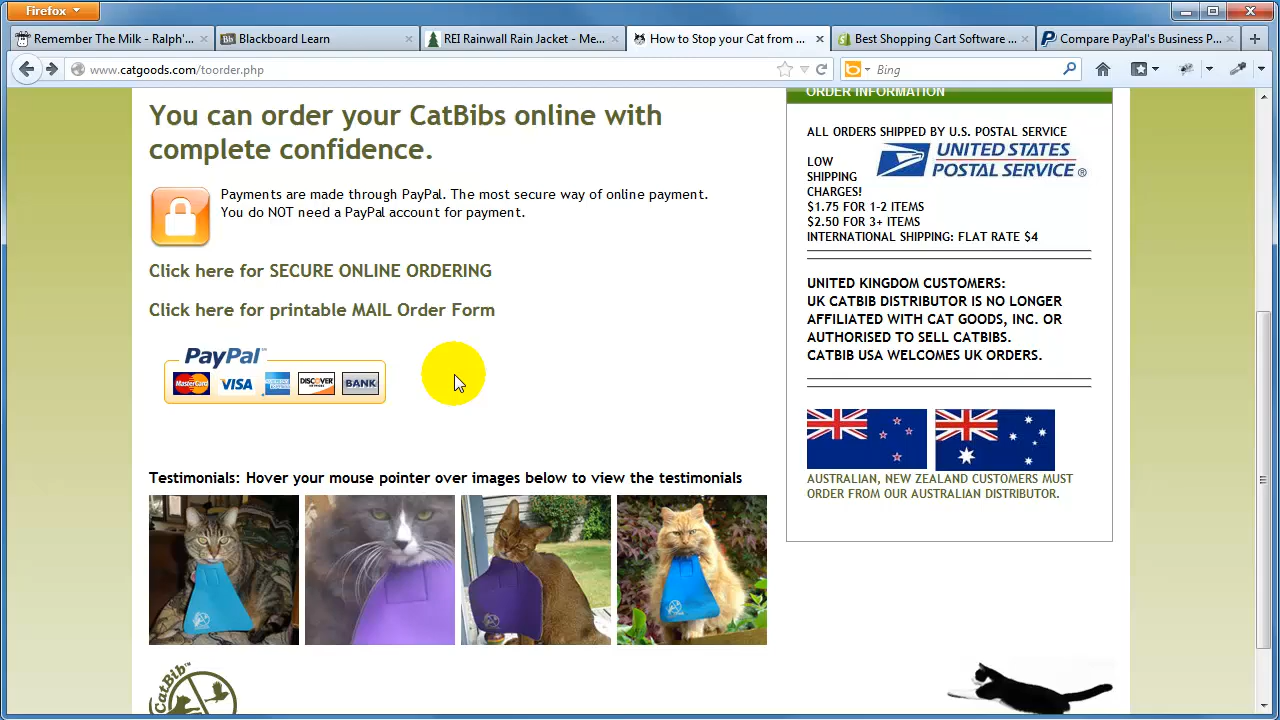 Firefox
Remember The Milk - Ralph'...
Blackboard Learn
REI Rainwall Rain Jacket - Me...
How to Stop your Cat from ...
Best Shopping Cart Software ...
Compare PayPal's Business P...
www.catgoods.com/toorder.php
Bing
You can order your CatBibs online with
complete confidence.
Payments are made through PayPal. The most secure way of online payment.
You do NOT need a PayPal account for payment.
Click here for SECURE ONLINE ORDERING
Click here for printable MAIL Order Form
PayPal
MasterCard VISA DISCOVER BANK
Testimonials: Hover your mouse pointer over images below to view the testimonials
CatBib™
ORDER INFORMATION
ALL ORDERS SHIPPED BY U.S. POSTAL SERVICE
UNITED STATES
POSTAL SERVICE®
LOW
SHIPPING
CHARGES!
$1.75 FOR 1-2 ITEMS
$2.50 FOR 3+ ITEMS
INTERNATIONAL SHIPPING: FLAT RATE $4
UNITED KINGDOM CUSTOMERS:
UK CATBIB DISTRIBUTOR IS NO LONGER
AFFILIATED WITH CAT GOODS, INC. OR
AUTHORISED TO SELL CATBIBS.
CATBIB USA WELCOMES UK ORDERS.
AUSTRALIAN, NEW ZEALAND CUSTOMERS MUST
ORDER FROM OUR AUSTRALIAN DISTRIBUTOR.